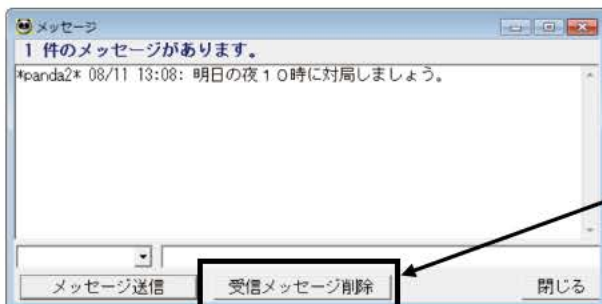 メッセージ
1 件のメッセージがあります。
*panda2* 08/11 13:08: 明日の夜１０時に対局しましょう。
メッセージ送信 受信メッセージ削除 閉じる